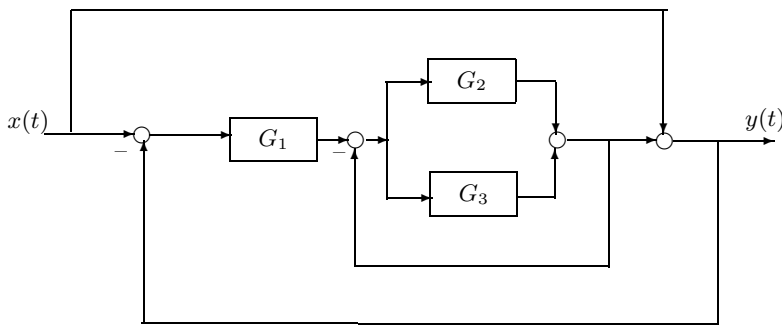 G₂
x(t)
y(t)
G₁
−
−
G₃